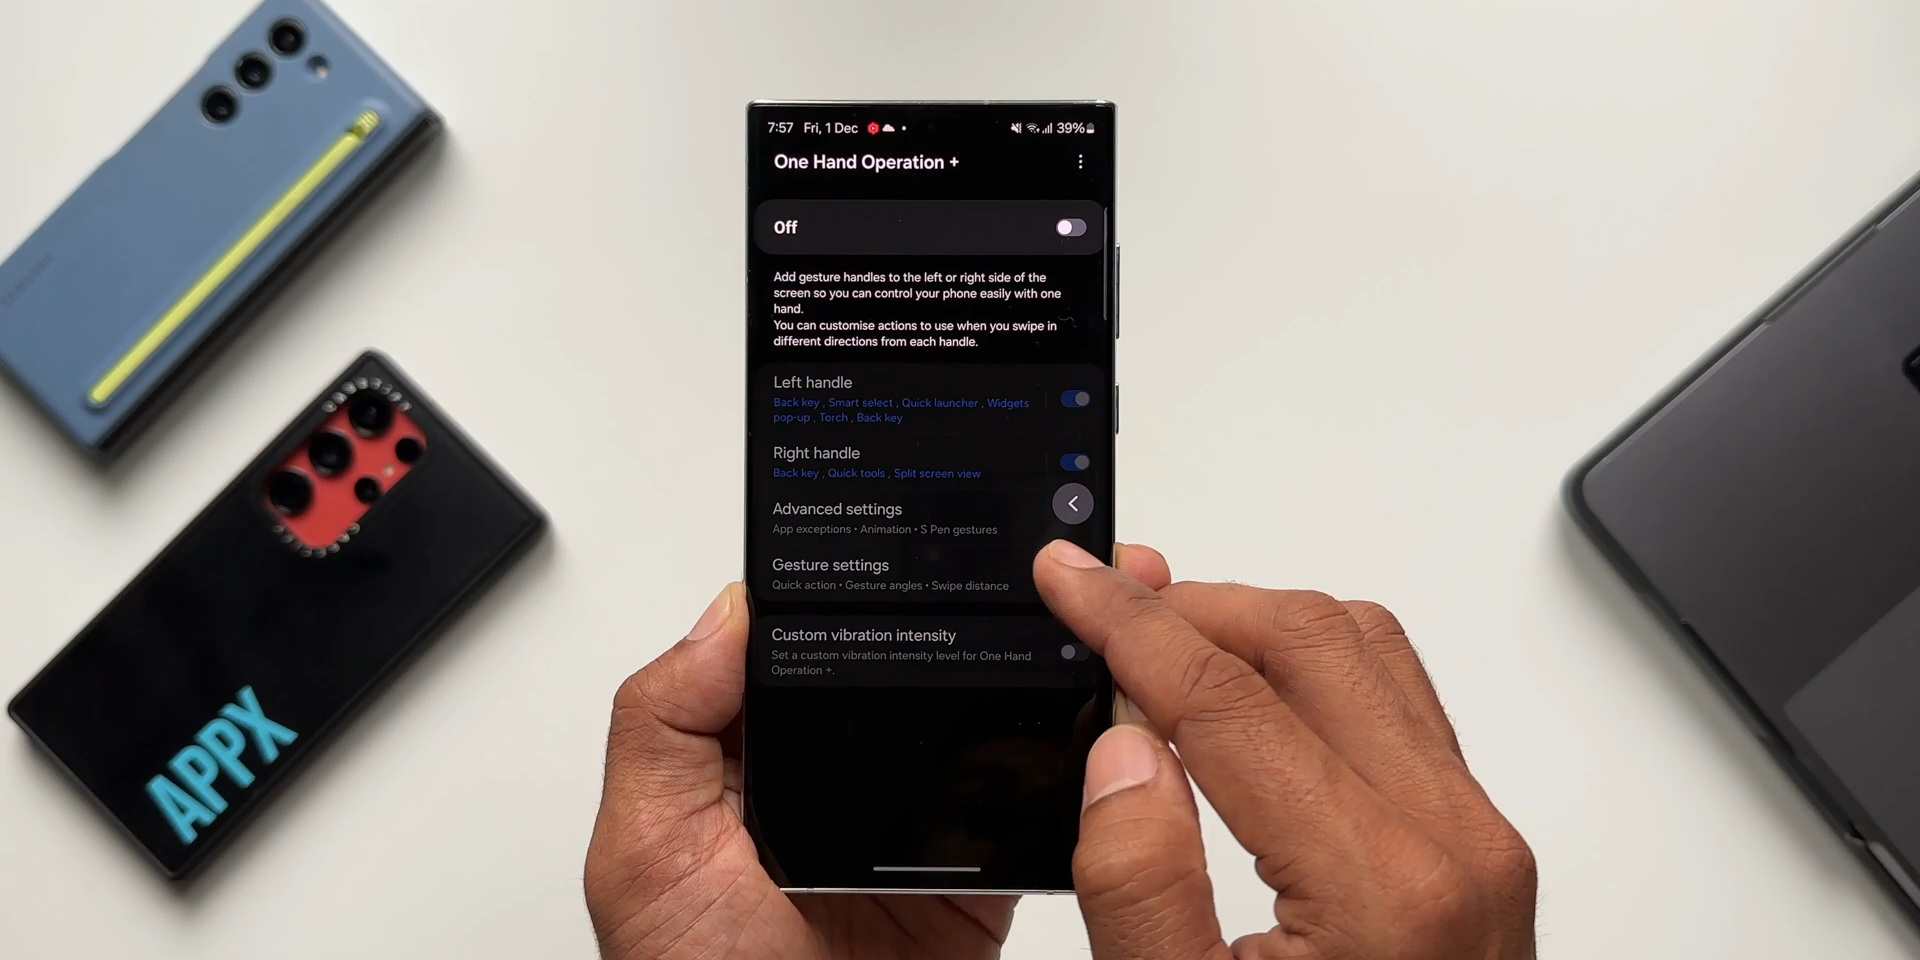 7:57 Fri, 1 Dec 39%
One Hand Operation +
Off
Add gesture handles to the left or right side of the
screen so you can control your phone easily with one
hand.
You can customise actions to use when you swipe in
different directions from each handle.
Left handle
Back key , Smart select , Quick launcher , Widgets
pop-up , Torch , Back key
Right handle
Back key , Quick tools , Split screen view
Advanced settings
App exceptions • Animation • S Pen gestures
Gesture settings
Quick action • Gesture angles • Swipe distance
Custom vibration intensity
Set a custom vibration intensity level for One Hand
Operation +.
SAMSUNG
APPX